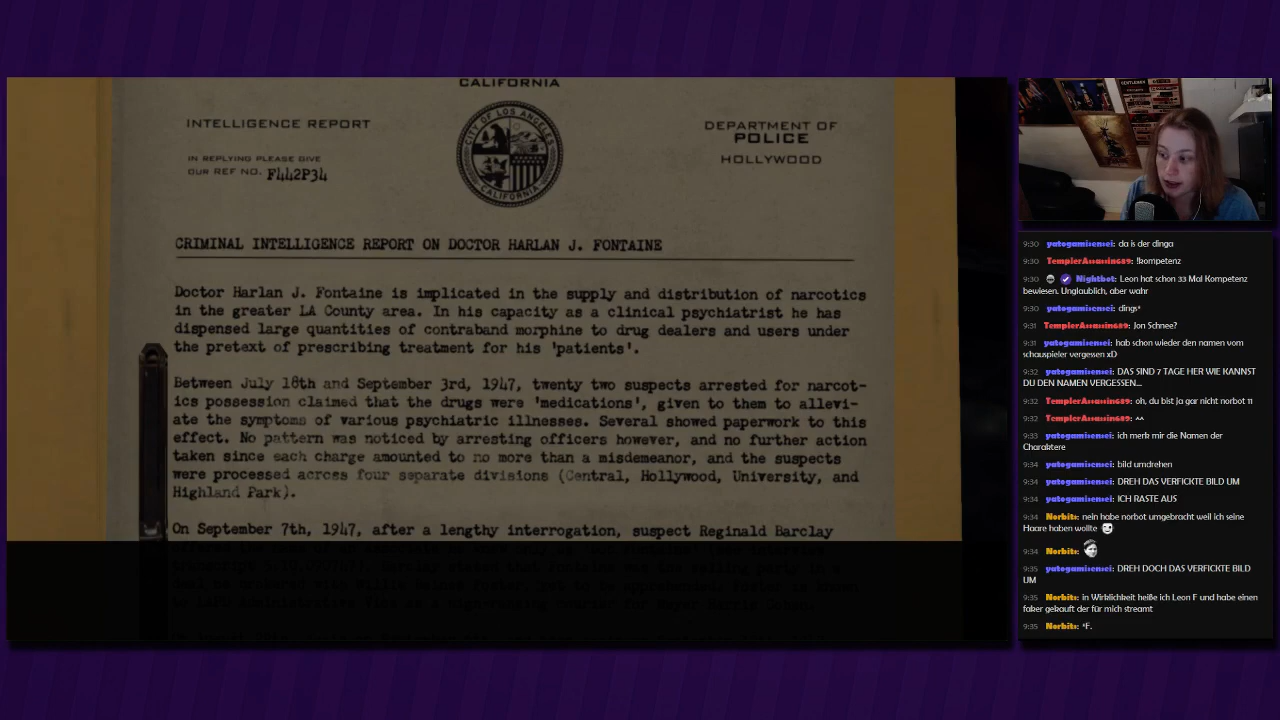 CALIFORNIA
INTELLIGENCE REPORT
IN REPLYING PLEASE GIVE
OUR REF NO. F442P34
CITY OF LOS ANGELES
CALIFORNIA
DEPARTMENT OF
POLICE
HOLLYWOOD
CRIMINAL INTELLIGENCE REPORT ON DOCTOR HARLAN J. FONTAINE
Doctor Harlan J. Fontaine is implicated in the supply and distribution of narcotics
in the greater LA County area. In his capacity as a clinical psychiatrist he has
dispensed large quantities of contraband morphine to drug dealers and users under
the pretext of prescribing treatment for his 'patients'.
Between July 18th and September 3rd, 1947, twenty two suspects arrested for narcot-
ics possession claimed that the drugs were 'medications', given to them to allevi-
ate the symptoms of various psychiatric illnesses. Several showed paperwork to this
effect. No pattern was noticed by arresting officers however, and no further action
taken since each charge amounted to no more than a misdemeanor, and the suspects
were processed across four separate divisions (Central, Hollywood, University, and
Highland Park).
On September 7th, 1947, after a lengthy interrogation, suspect Reginald Barclay
9:30 yatogamisensei: da is der dinga
9:30 TemplerAssassin689: !kompetenz
9:30 Nightbot: Leon hat schon 33 Mal Kompetenz
bewiesen. Unglaublich, aber wahr
9:30 yatogamisensei: dings*
9:31 TemplerAssassin689: Jon Schnee?
9:31 yatogamisensei: hab schon wieder den namen vom
schauspieler vergessen xD
9:32 yatogamisensei: DAS SIND 7 TAGE HER WIE KANNST
DU DEN NAMEN VERGESSEN...
9:32 TemplerAssassin689: oh, du bist ja gar nicht norbot 11
9:32 TemplerAssassin689: ^^
9:33 yatogamisensei: ich merk mir die Namen der
Charaktere
9:34 yatogamisensei: bild umdrehen
9:34 yatogamisensei: DREH DAS VERFICKTE BILD UM
9:34 yatogamisensei: ICH RASTE AUS
9:34 Norbits: nein habe norbot umgebracht weil ich seine
Haare haben wollte
9:34 Norbits:
9:35 yatogamisensei: DREH DOCH DAS VERFICKTE BILD
UM
9:35 Norbits: in Wirklichkeit heiße ich Leon F und habe einen
faker gekauft der für mich streamt
9:35 Norbits: *F.